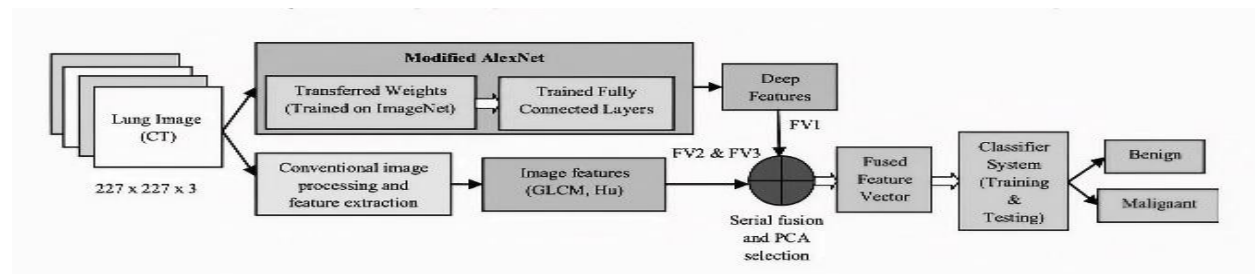 Modified AlexNet
Transferred Weights
(Trained on ImageNet)
Trained Fully
Connected Layers
Deep
Features
Lung Image
(CT)
227 x 227 x 3
FV1
FV2 & FV3
Conventional image
processing and
feature extraction
Image features
(GLCM, Hu)
Serial fusion
and PCA
selection
Fused
Feature
Vector
Classifier
System
(Training
&
Testing)
Benign
Malignant